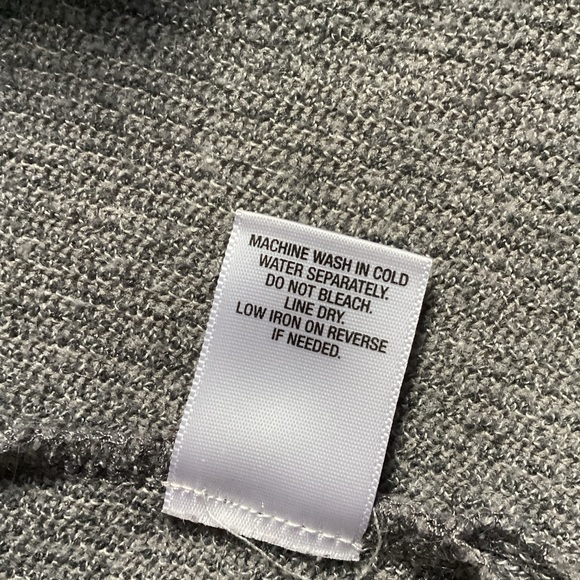 MACHINE WASH IN COLD
WATER SEPARATELY.
DO NOT BLEACH.
LINE DRY.
LOW IRON ON REVERSE
IF NEEDED.